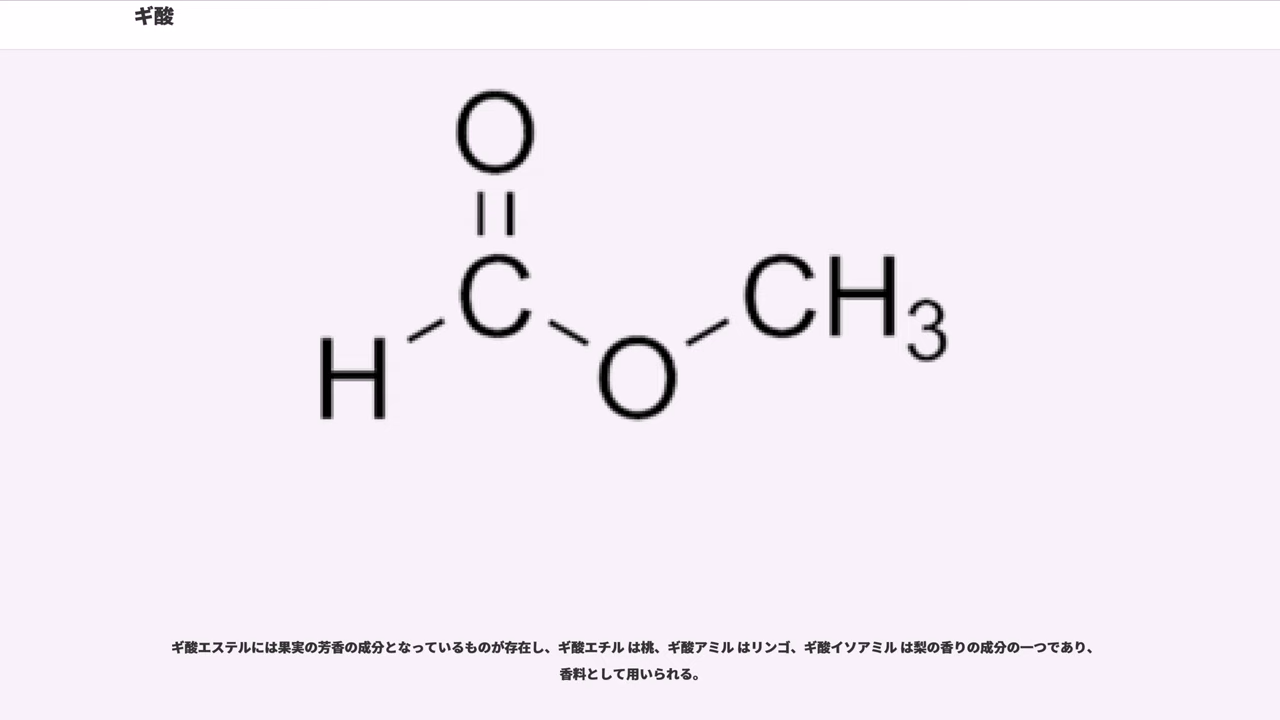 ギ酸
O
C
CH3
H
O
ギ酸エステルには果実の芳香の成分となっているものが存在し、ギ酸エチル は桃、ギ酸アミル はリンゴ、ギ酸イソアミル は梨の香りの成分の一つであり、
香料として用いられる。